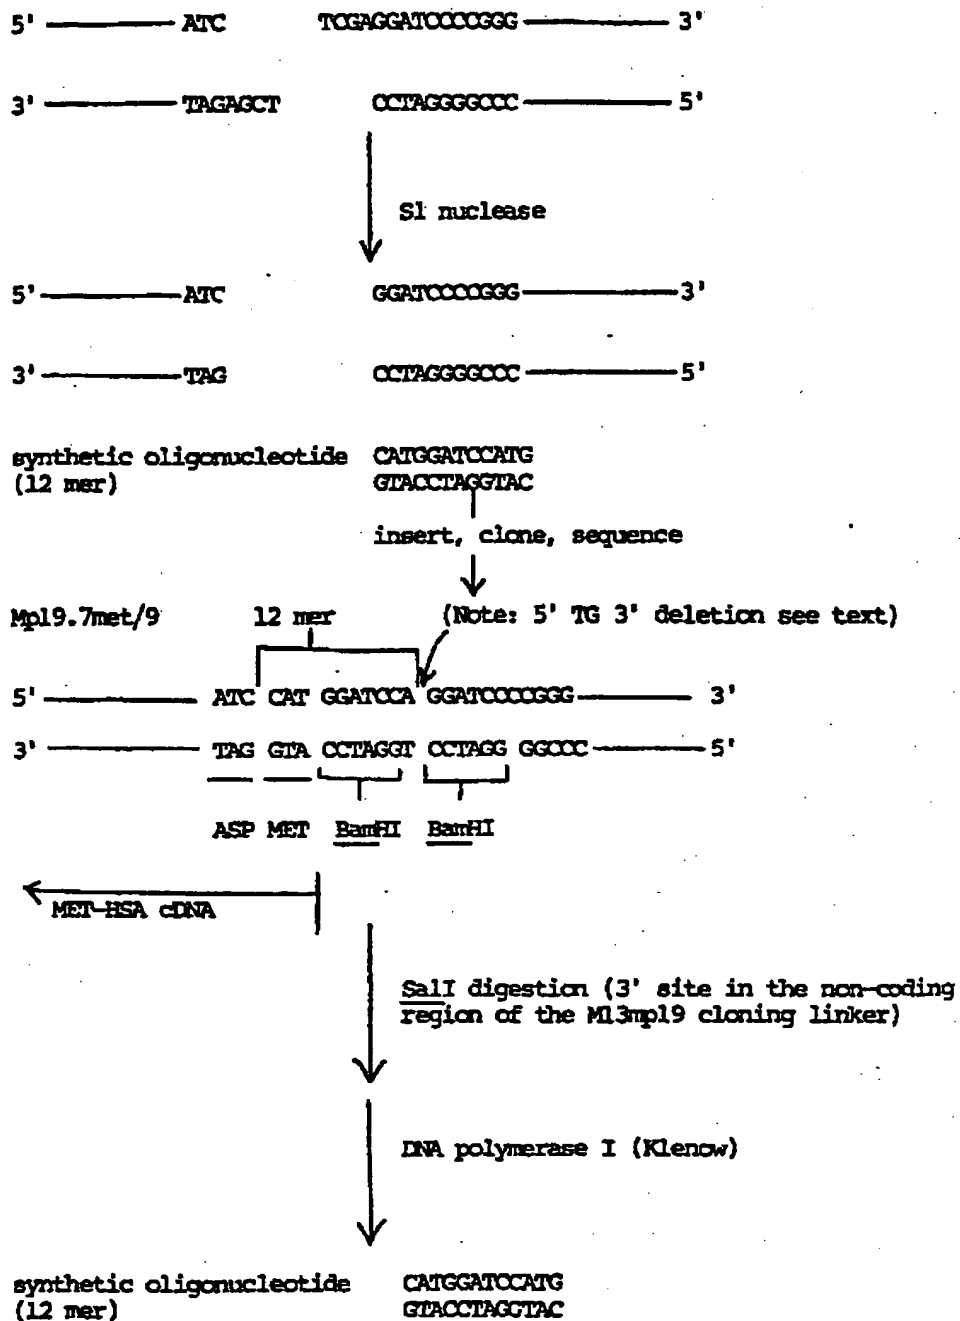 5' ATC TCGAGGATCCCCGGG 3'
3' TAGAGCT CCTAGGGGCCC 5'
S1 nuclease
5' ATC GGATCCCCGGG 3'
3' TAG CCTAGGGGCCC 5'
synthetic oligonucleotide CATGGATCCATG
(12 mer) GTACCTAGGTAC
insert, clone, sequence
Mp19.7met/9 12 mer (Note: 5' TG 3' deletion see text)
5' ATC CAT GGATCCA GGATCCCCGGG 3'
3' TAG GTA CCTAGGT CCTAGG GGCCC 5'
ASP MET BamHI BamHI
MET-HSA cDNA
SalI digestion (3' site in the non-coding
region of the M13mp19 cloning linker)
DNA polymerase I (Klenow)
synthetic oligonucleotide CATGGATCCATG
(12 mer) GTACCTAGGTAC